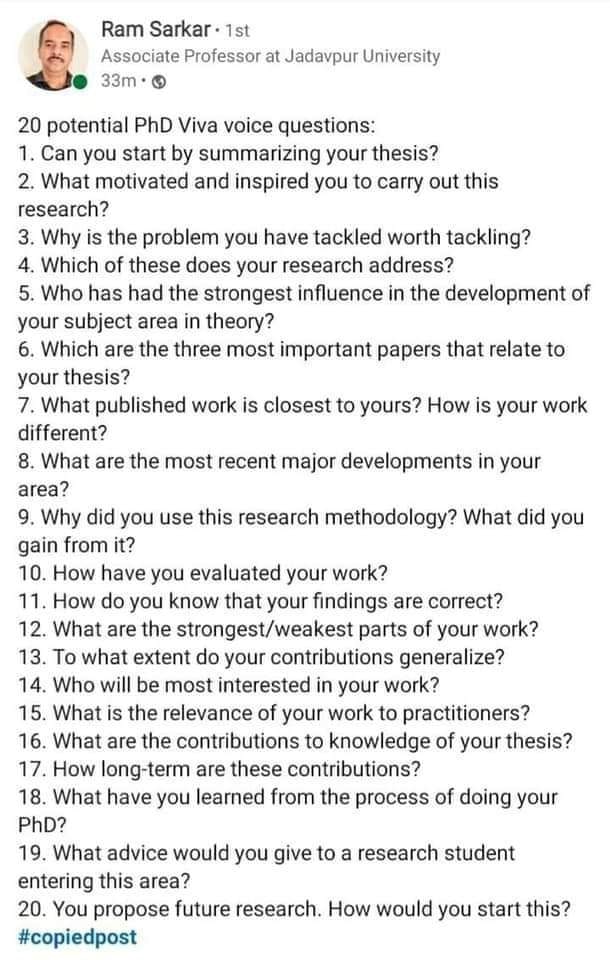 Ram Sarkar · 1st
Associate Professor at Jadavpur University
33m ·
20 potential PhD Viva voice questions:
1. Can you start by summarizing your thesis?
2. What motivated and inspired you to carry out this
research?
3. Why is the problem you have tackled worth tackling?
4. Which of these does your research address?
5. Who has had the strongest influence in the development of
your subject area in theory?
6. Which are the three most important papers that relate to
your thesis?
7. What published work is closest to yours? How is your work
different?
8. What are the most recent major developments in your
area?
9. Why did you use this research methodology? What did you
gain from it?
10. How have you evaluated your work?
11. How do you know that your findings are correct?
12. What are the strongest/weakest parts of your work?
13. To what extent do your contributions generalize?
14. Who will be most interested in your work?
15. What is the relevance of your work to practitioners?
16. What are the contributions to knowledge of your thesis?
17. How long-term are these contributions?
18. What have you learned from the process of doing your
PhD?
19. What advice would you give to a research student
entering this area?
20. You propose future research. How would you start this?
#copiedpost